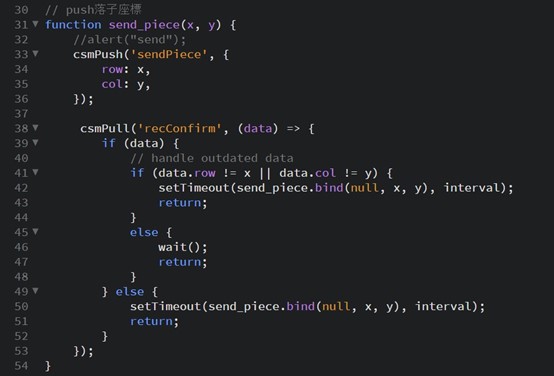 30 // push落子座標
31 function send_piece(x, y) {
32     //alert("send");
33     csmPush('sendPiece', {
34         row: x,
35         col: y,
36     });
37
38      csmPull('recConfirm', (data) => {
39         if (data) {
40             // handle outdated data
41             if (data.row != x || data.col != y) {
42                 setTimeout(send_piece.bind(null, x, y), interval);
43                 return;
44             }
45             else {
46                 wait();
47                 return;
48             }
49         } else {
50             setTimeout(send_piece.bind(null, x, y), interval);
51             return;
52         }
53     });
54 }